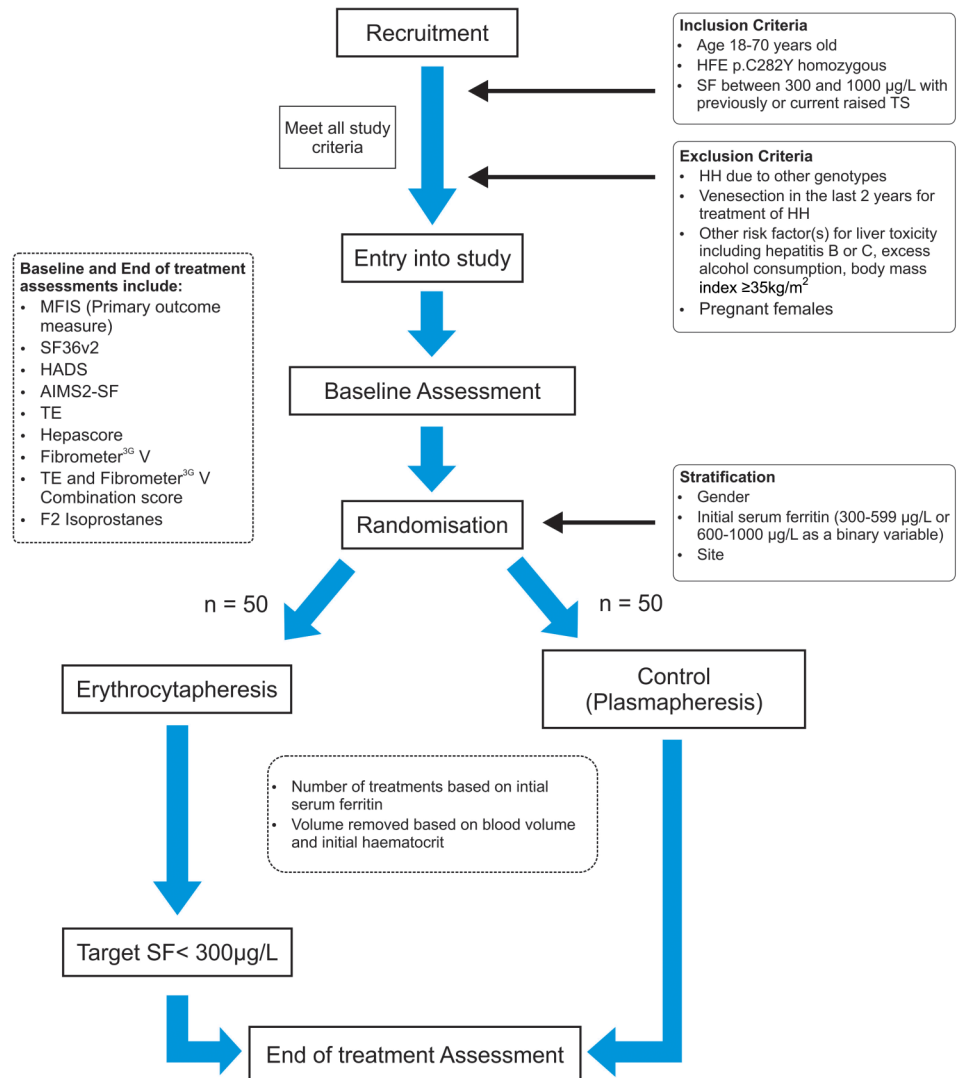 Recruitment
Inclusion Criteria
• Age 18-70 years old
• HFE p.C282Y homozygous
• SF between 300 and 1000 µg/L with
previously or current raised TS
Meet all study
criteria
Exclusion Criteria
• HH due to other genotypes
• Venesection in the last 2 years for
treatment of HH
• Other risk factor(s) for liver toxicity
including hepatitis B or C, excess
alcohol consumption, body mass
index ≥35kg/m²
• Pregnant females
Entry into study
Baseline and End of treatment
assessments include:
• MFIS (Primary outcome
measure)
• SF36v2
• HADS
• AIMS2-SF
• TE
• Hepascore
• Fibrometer³ᴳ V
• TE and Fibrometer³ᴳ V
Combination score
• F2 Isoprostanes
Baseline Assessment
Randomisation
Stratification
• Gender
• Initial serum ferritin (300-599 µg/L or
600-1000 µg/L as a binary variable)
• Site
n = 50
n = 50
Erythrocytapheresis
Control
(Plasmapheresis)
• Number of treatments based on intial
serum ferritin
• Volume removed based on blood volume
and initial haematocrit
Target SF< 300µg/L
End of treatment Assessment